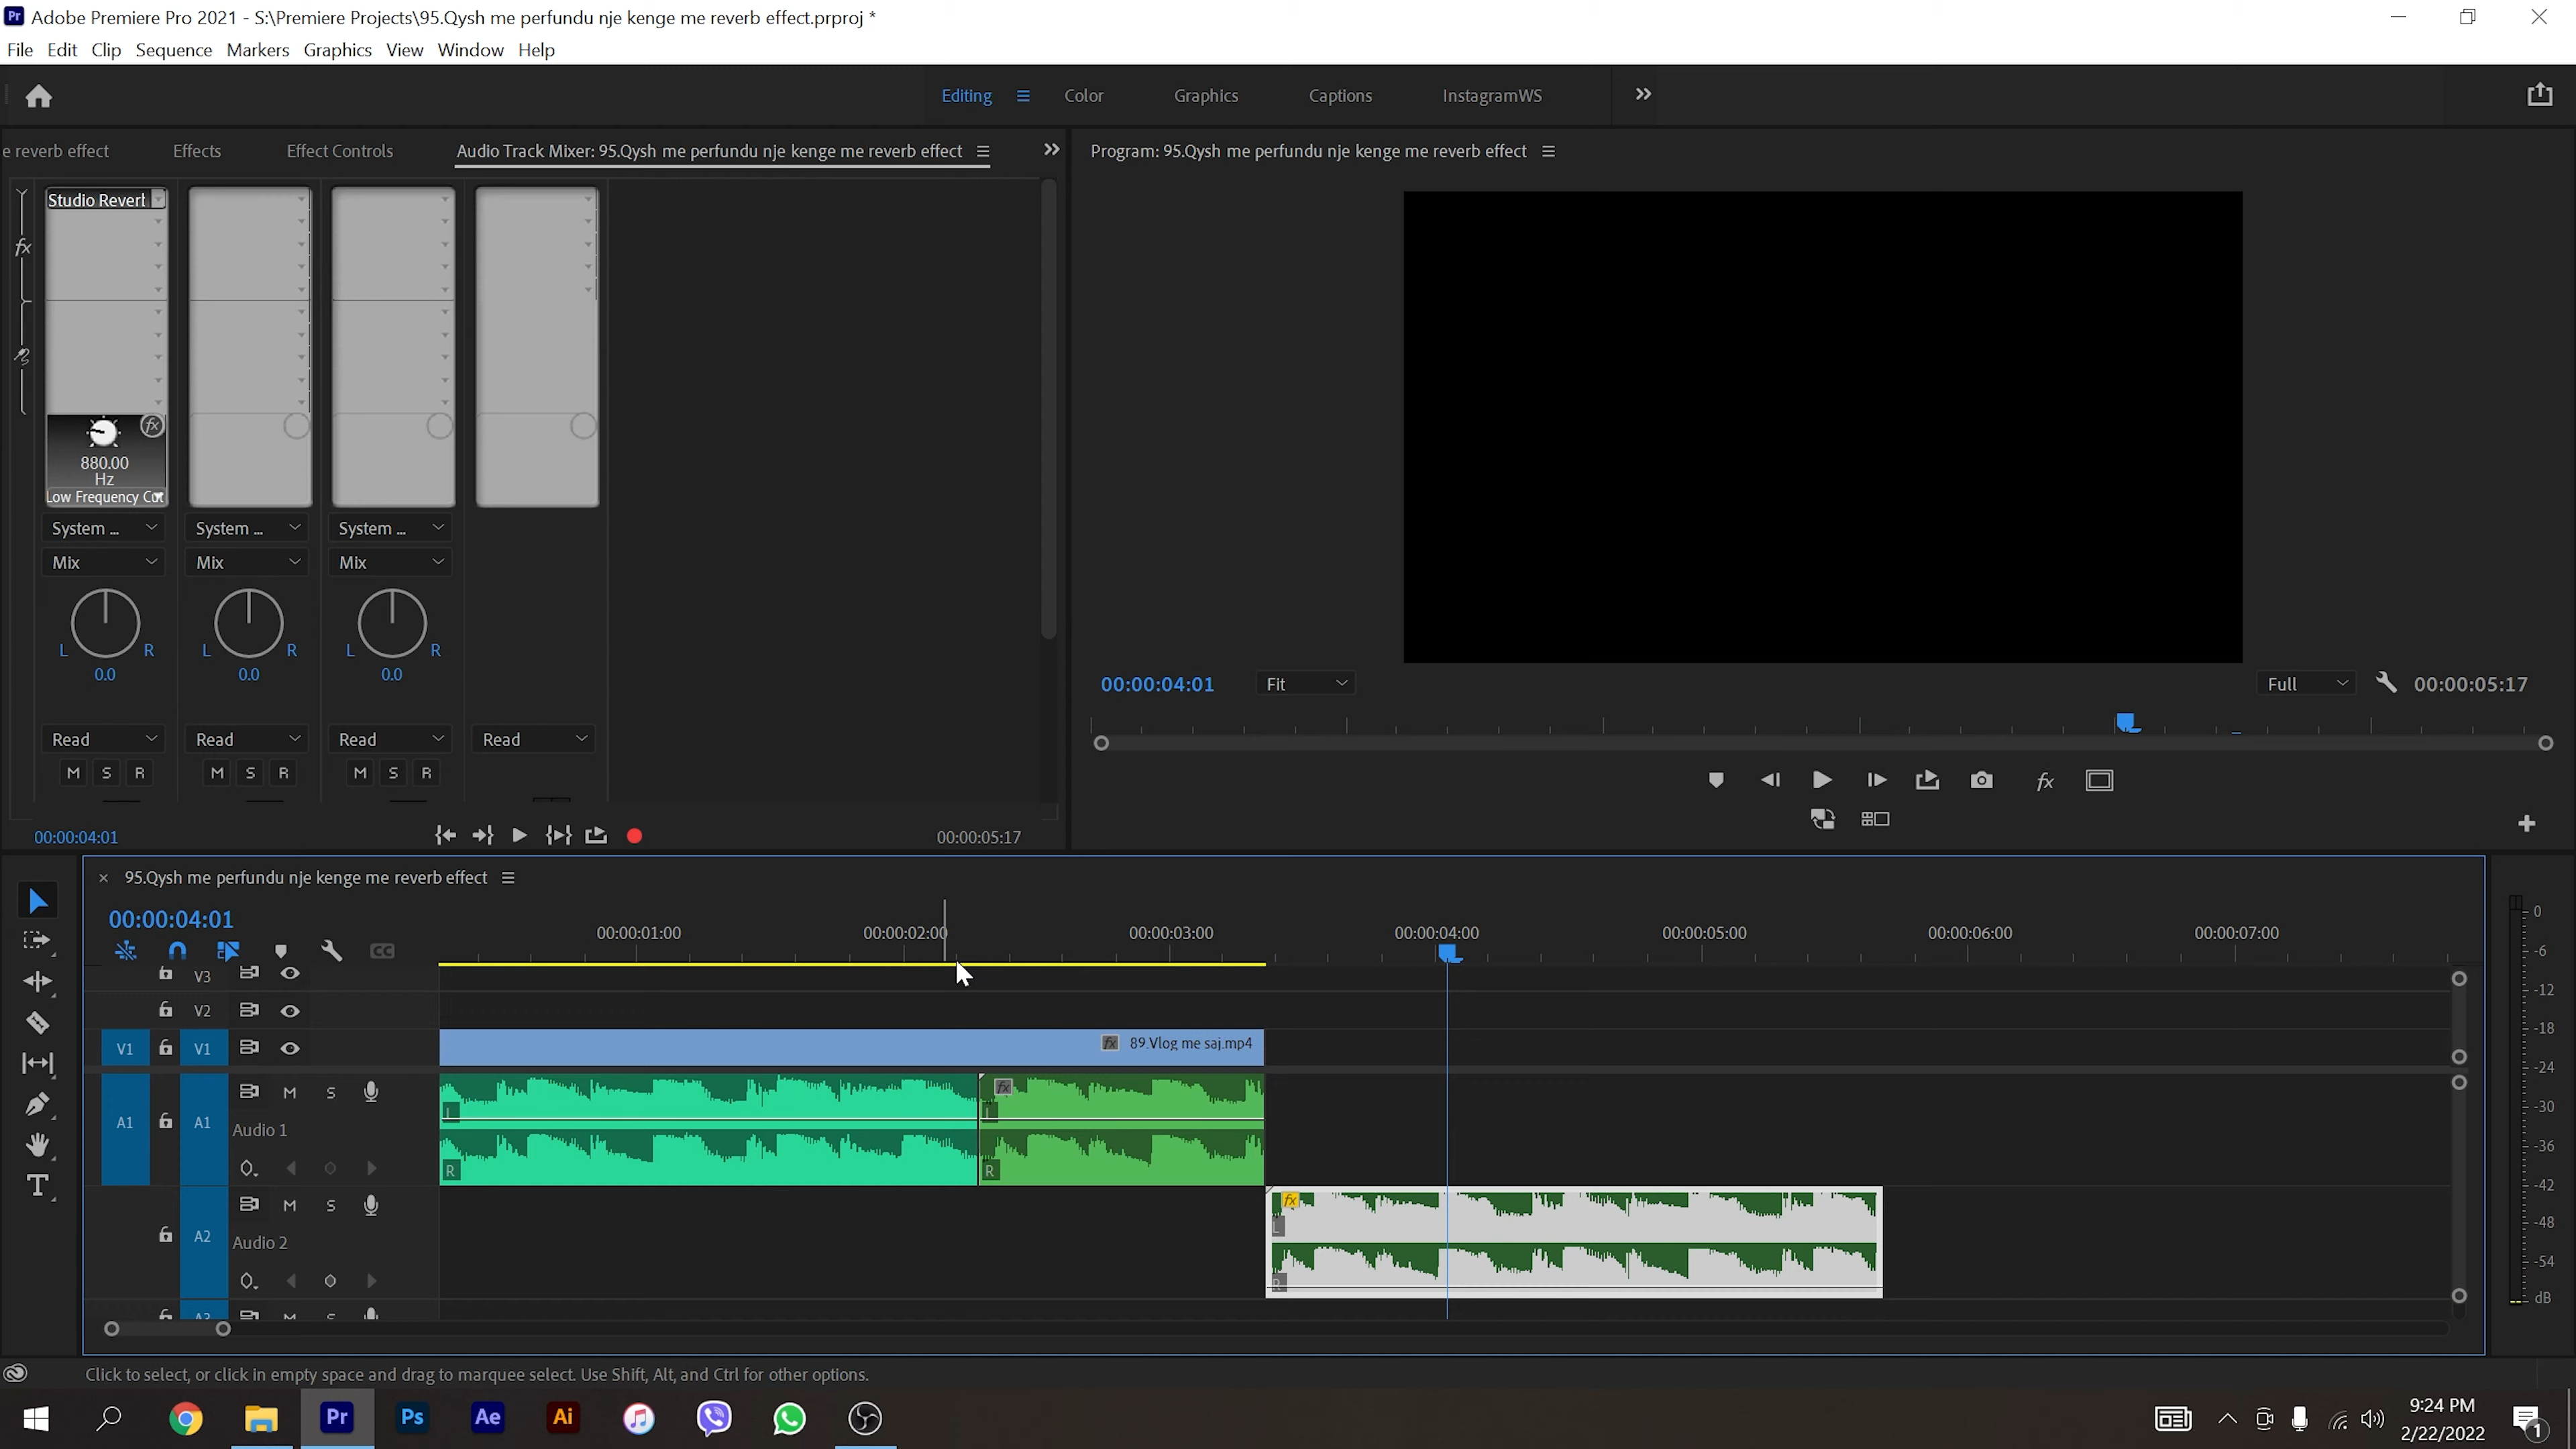 Adobe Premiere Pro 2021 - S:\Premiere Projects\95.Qysh me perfundu nje kenge me reverb effect.prproj *
File Edit Clip Sequence Markers Graphics View Window Help
Editing Color Graphics Captions InstagramWS
e reverb effect Effects Effect Controls Audio Track Mixer: 95.Qysh me perfundu nje kenge me reverb effect Program: 95.Qysh me perfundu nje kenge me reverb effect
Studio Revert
fx
fx
880.00
Hz
Low Frequency Cut
System ... System ... System ...
Mix Mix Mix
L R L R L R
0.0 0.0 0.0
00:00:04:01 Fit Full 00:00:05:17
Read Read Read Read
M S R M S R M S R
fx
00:00:04:01 00:00:05:17
95.Qysh me perfundu nje kenge me reverb effect
00:00:04:01
00:00:01:00 00:00:02:00 00:00:03:00 00:00:04:00 00:00:05:00 00:00:06:00 00:00:07:00
CC
V3
V2
V1 V1 fx 89.Vlog me saj.mp4
A1 A1 M S
Audio 1
L fx L
R R
A2 M S
Audio 2
fx
L
R
A3 M S
0
-6
-12
-18
-24
-30
-36
-42
-48
-54
dB
Click to select, or click in empty space and drag to marquee select. Use Shift, Alt, and Ctrl for other options.
Pr Ps Ae Ai
9:24 PM
2/22/2022
1